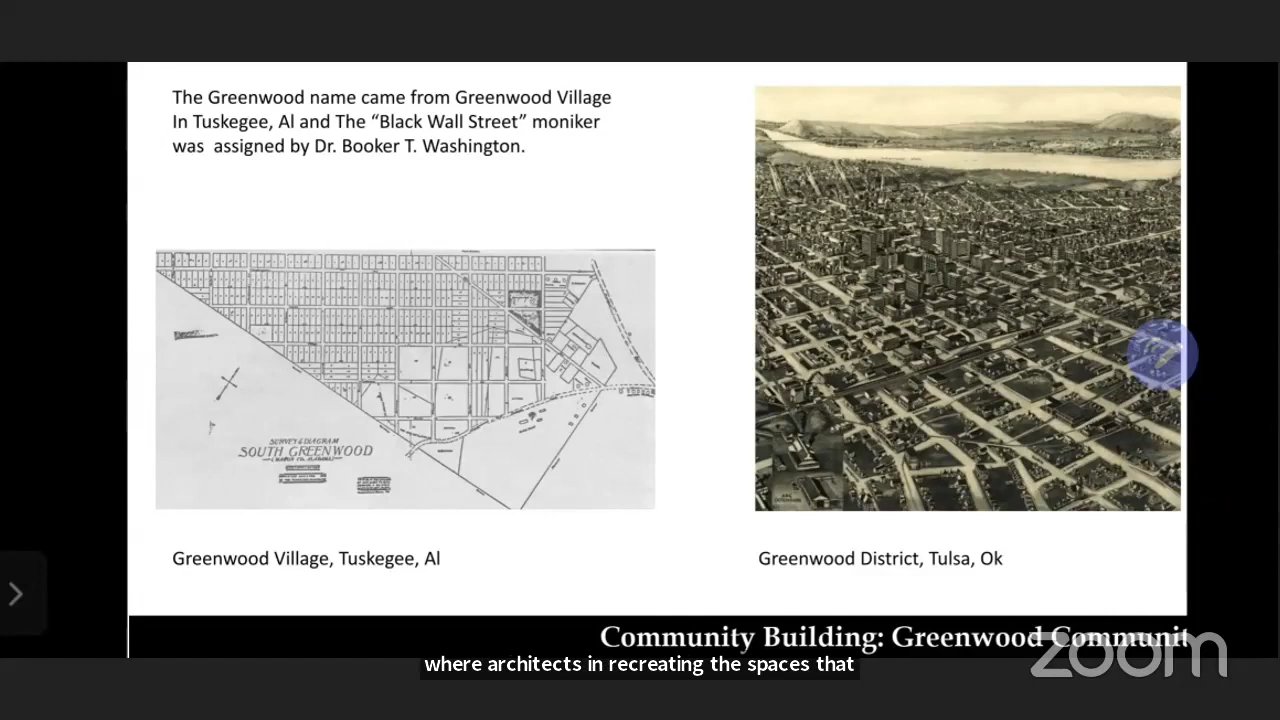 The Greenwood name came from Greenwood Village
In Tuskegee, Al and The “Black Wall Street” moniker
was assigned by Dr. Booker T. Washington.
SURVEY & DIAGRAM
SOUTH GREENWOOD
Greenwood Village, Tuskegee, Al
Greenwood District, Tulsa, Ok
Community Building: Greenwood Communit
where architects in recreating the spaces that
zoom